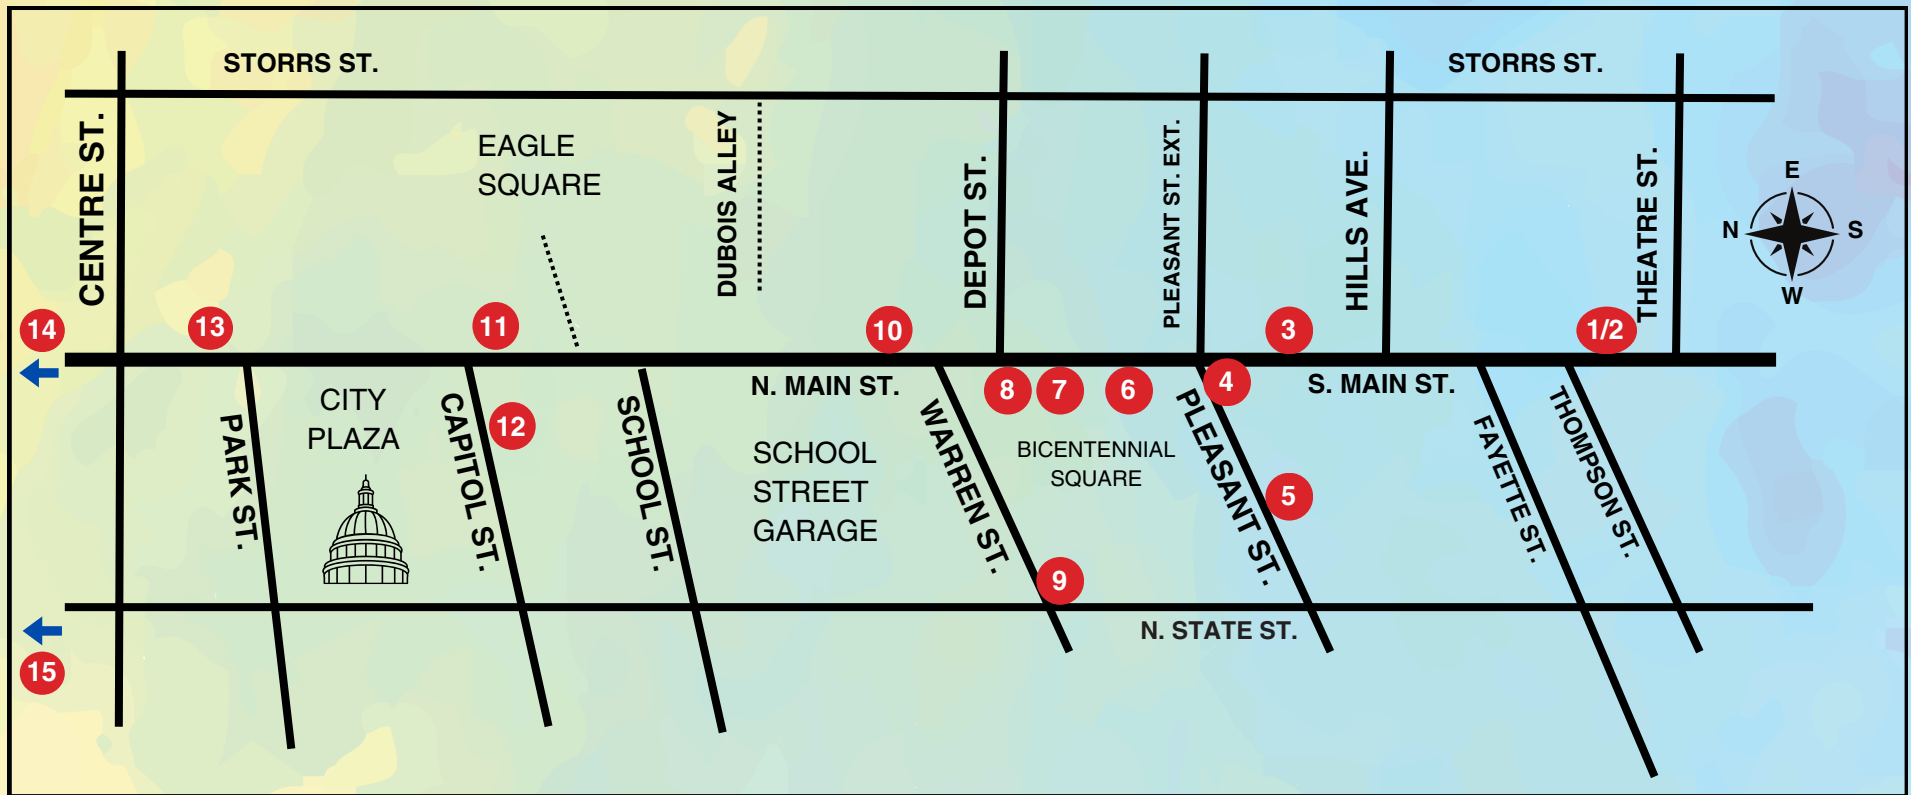 STORRS ST.
STORRS ST.
CENTRE ST.
EAGLE
SQUARE
DUBOIS ALLEY
DEPOT ST.
PLEASANT ST. EXT.
HILLS AVE.
THEATRE ST.
E
N
S
W
14
13
11
10
3
1/2
N. MAIN ST.
S. MAIN ST.
8
7
6
4
PARK ST.
CITY
PLAZA
CAPITOL ST.
12
SCHOOL ST.
SCHOOL
STREET
GARAGE
WARREN ST.
BICENTENNIAL
SQUARE
PLEASANT ST.
5
FAYETTE ST.
THOMPSON ST.
9
N. STATE ST.
15